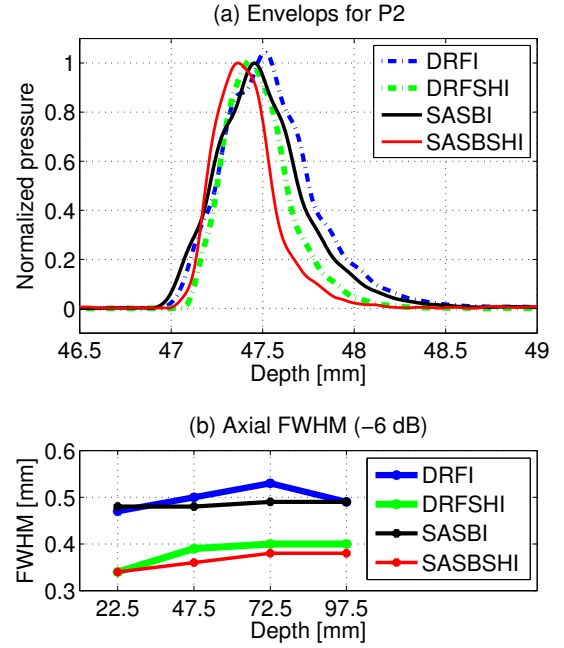 (a) Envelops for P2
Normalized pressure
1
0.8
0.6
0.4
0.2
0
DRFI
DRFSHI
SASBI
SASBSHI
46.5 47 47.5 48 48.5 49
Depth [mm]
(b) Axial FWHM (−6 dB)
FWHM [mm]
0.6
0.5
0.4
0.3
DRFI
DRFSHI
SASBI
SASBSHI
22.5 47.5 72.5 97.5
Depth [mm]